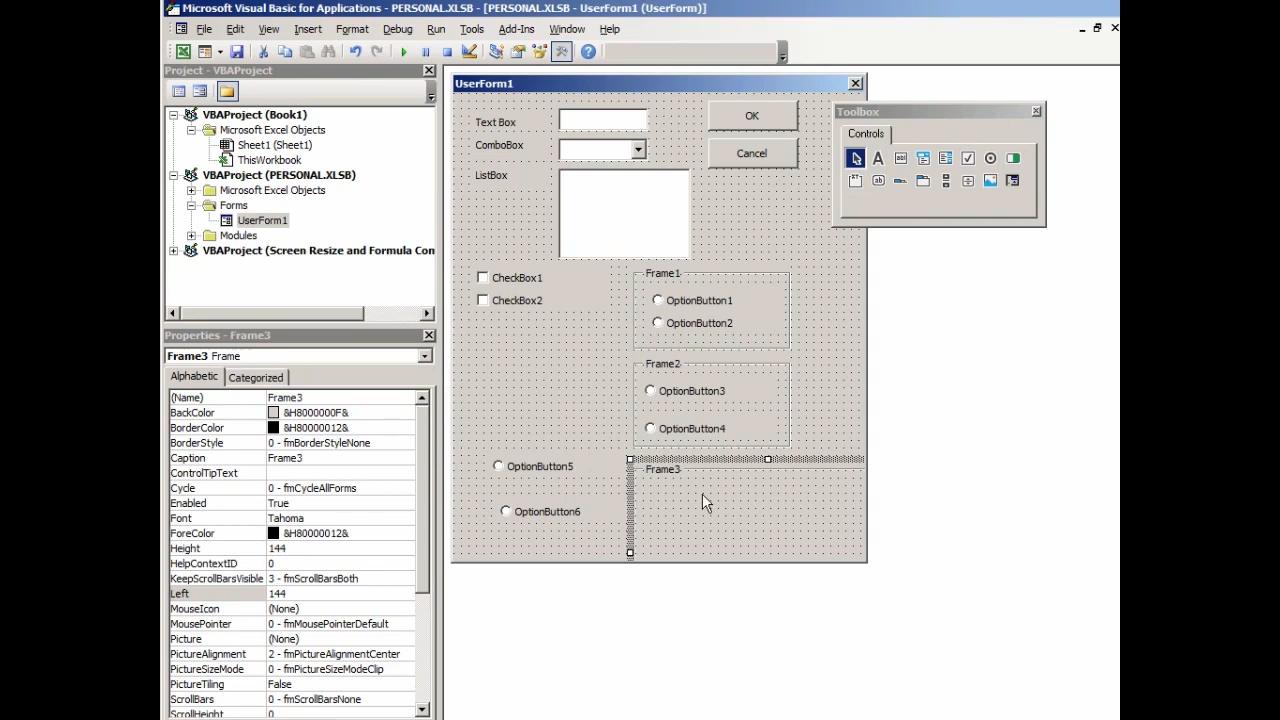 Microsoft Visual Basic for Applications - PERSONAL.XLSB - [PERSONAL.XLSB - UserForm1 (UserForm)]
File Edit View Insert Format Debug Run Tools Add-Ins Window Help
Project - VBAProject
VBAProject (Book1)
Microsoft Excel Objects
Sheet1 (Sheet1)
ThisWorkbook
VBAProject (PERSONAL.XLSB)
Microsoft Excel Objects
Forms
UserForm1
Modules
VBAProject (Screen Resize and Formula Con
Properties - Frame3
Frame3 Frame
Alphabetic Categorized
(Name) Frame3
BackColor &H8000000F&
BorderColor &H80000012&
BorderStyle 0 - fmBorderStyleNone
Caption Frame3
ControlTipText
Cycle 0 - fmCycleAllForms
Enabled True
Font Tahoma
ForeColor &H80000012&
Height 144
HelpContextID 0
KeepScrollBarsVisible 3 - fmScrollBarsBoth
Left 144
MouseIcon (None)
MousePointer 0 - fmMousePointerDefault
Picture (None)
PictureAlignment 2 - fmPictureAlignmentCenter
PictureSizeMode 0 - fmPictureSizeModeClip
PictureTiling False
ScrollBars 0 - fmScrollBarsNone
ScrollHeight 0
UserForm1
Text Box
OK
ComboBox
Cancel
ListBox
CheckBox1
CheckBox2
Frame1
OptionButton1
OptionButton2
Frame2
OptionButton3
OptionButton4
OptionButton5
OptionButton6
Frame3
Toolbox
Controls
A
ab|
ab